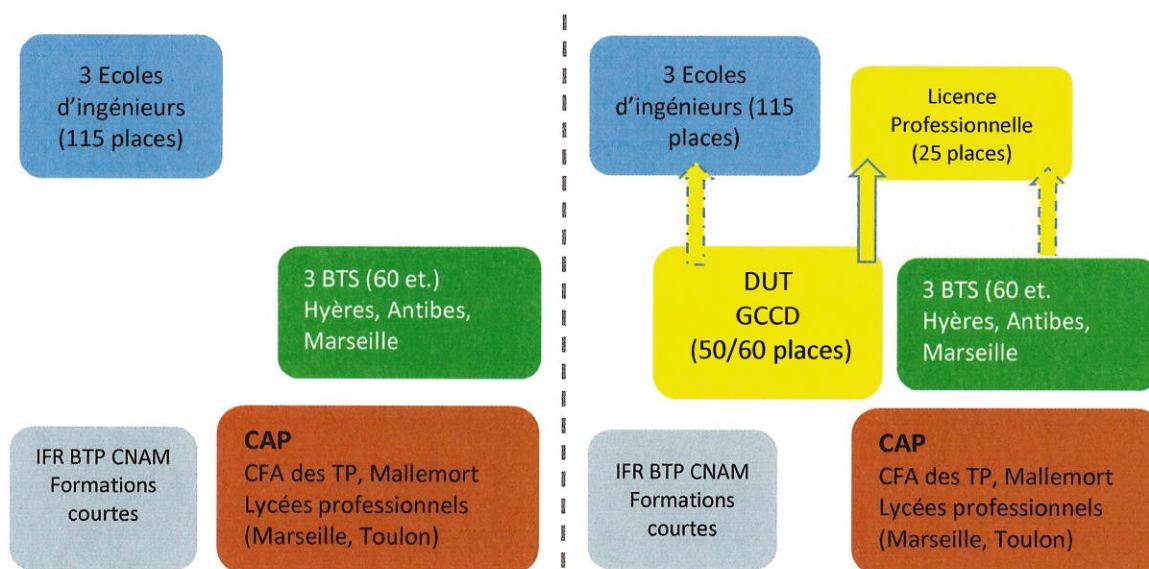 3 Ecoles
d'ingénieurs
(115 places)
3 BTS (60 et.)
Hyères, Antibes,
Marseille
IFR BTP CNAM
Formations
courtes
CAP
CFA des TP, Mallemort
Lycées professionnels
(Marseille, Toulon)
3 Ecoles
d'ingénieurs (115
places)
Licence
Professionnelle
(25 places)
DUT
GCCD
(50/60 places)
3 BTS (60 et.
Hyères, Antibes,
Marseille
IFR BTP CNAM
Formations
courtes
CAP
CFA des TP, Mallemort
Lycées professionnels
(Marseille, Toulon)